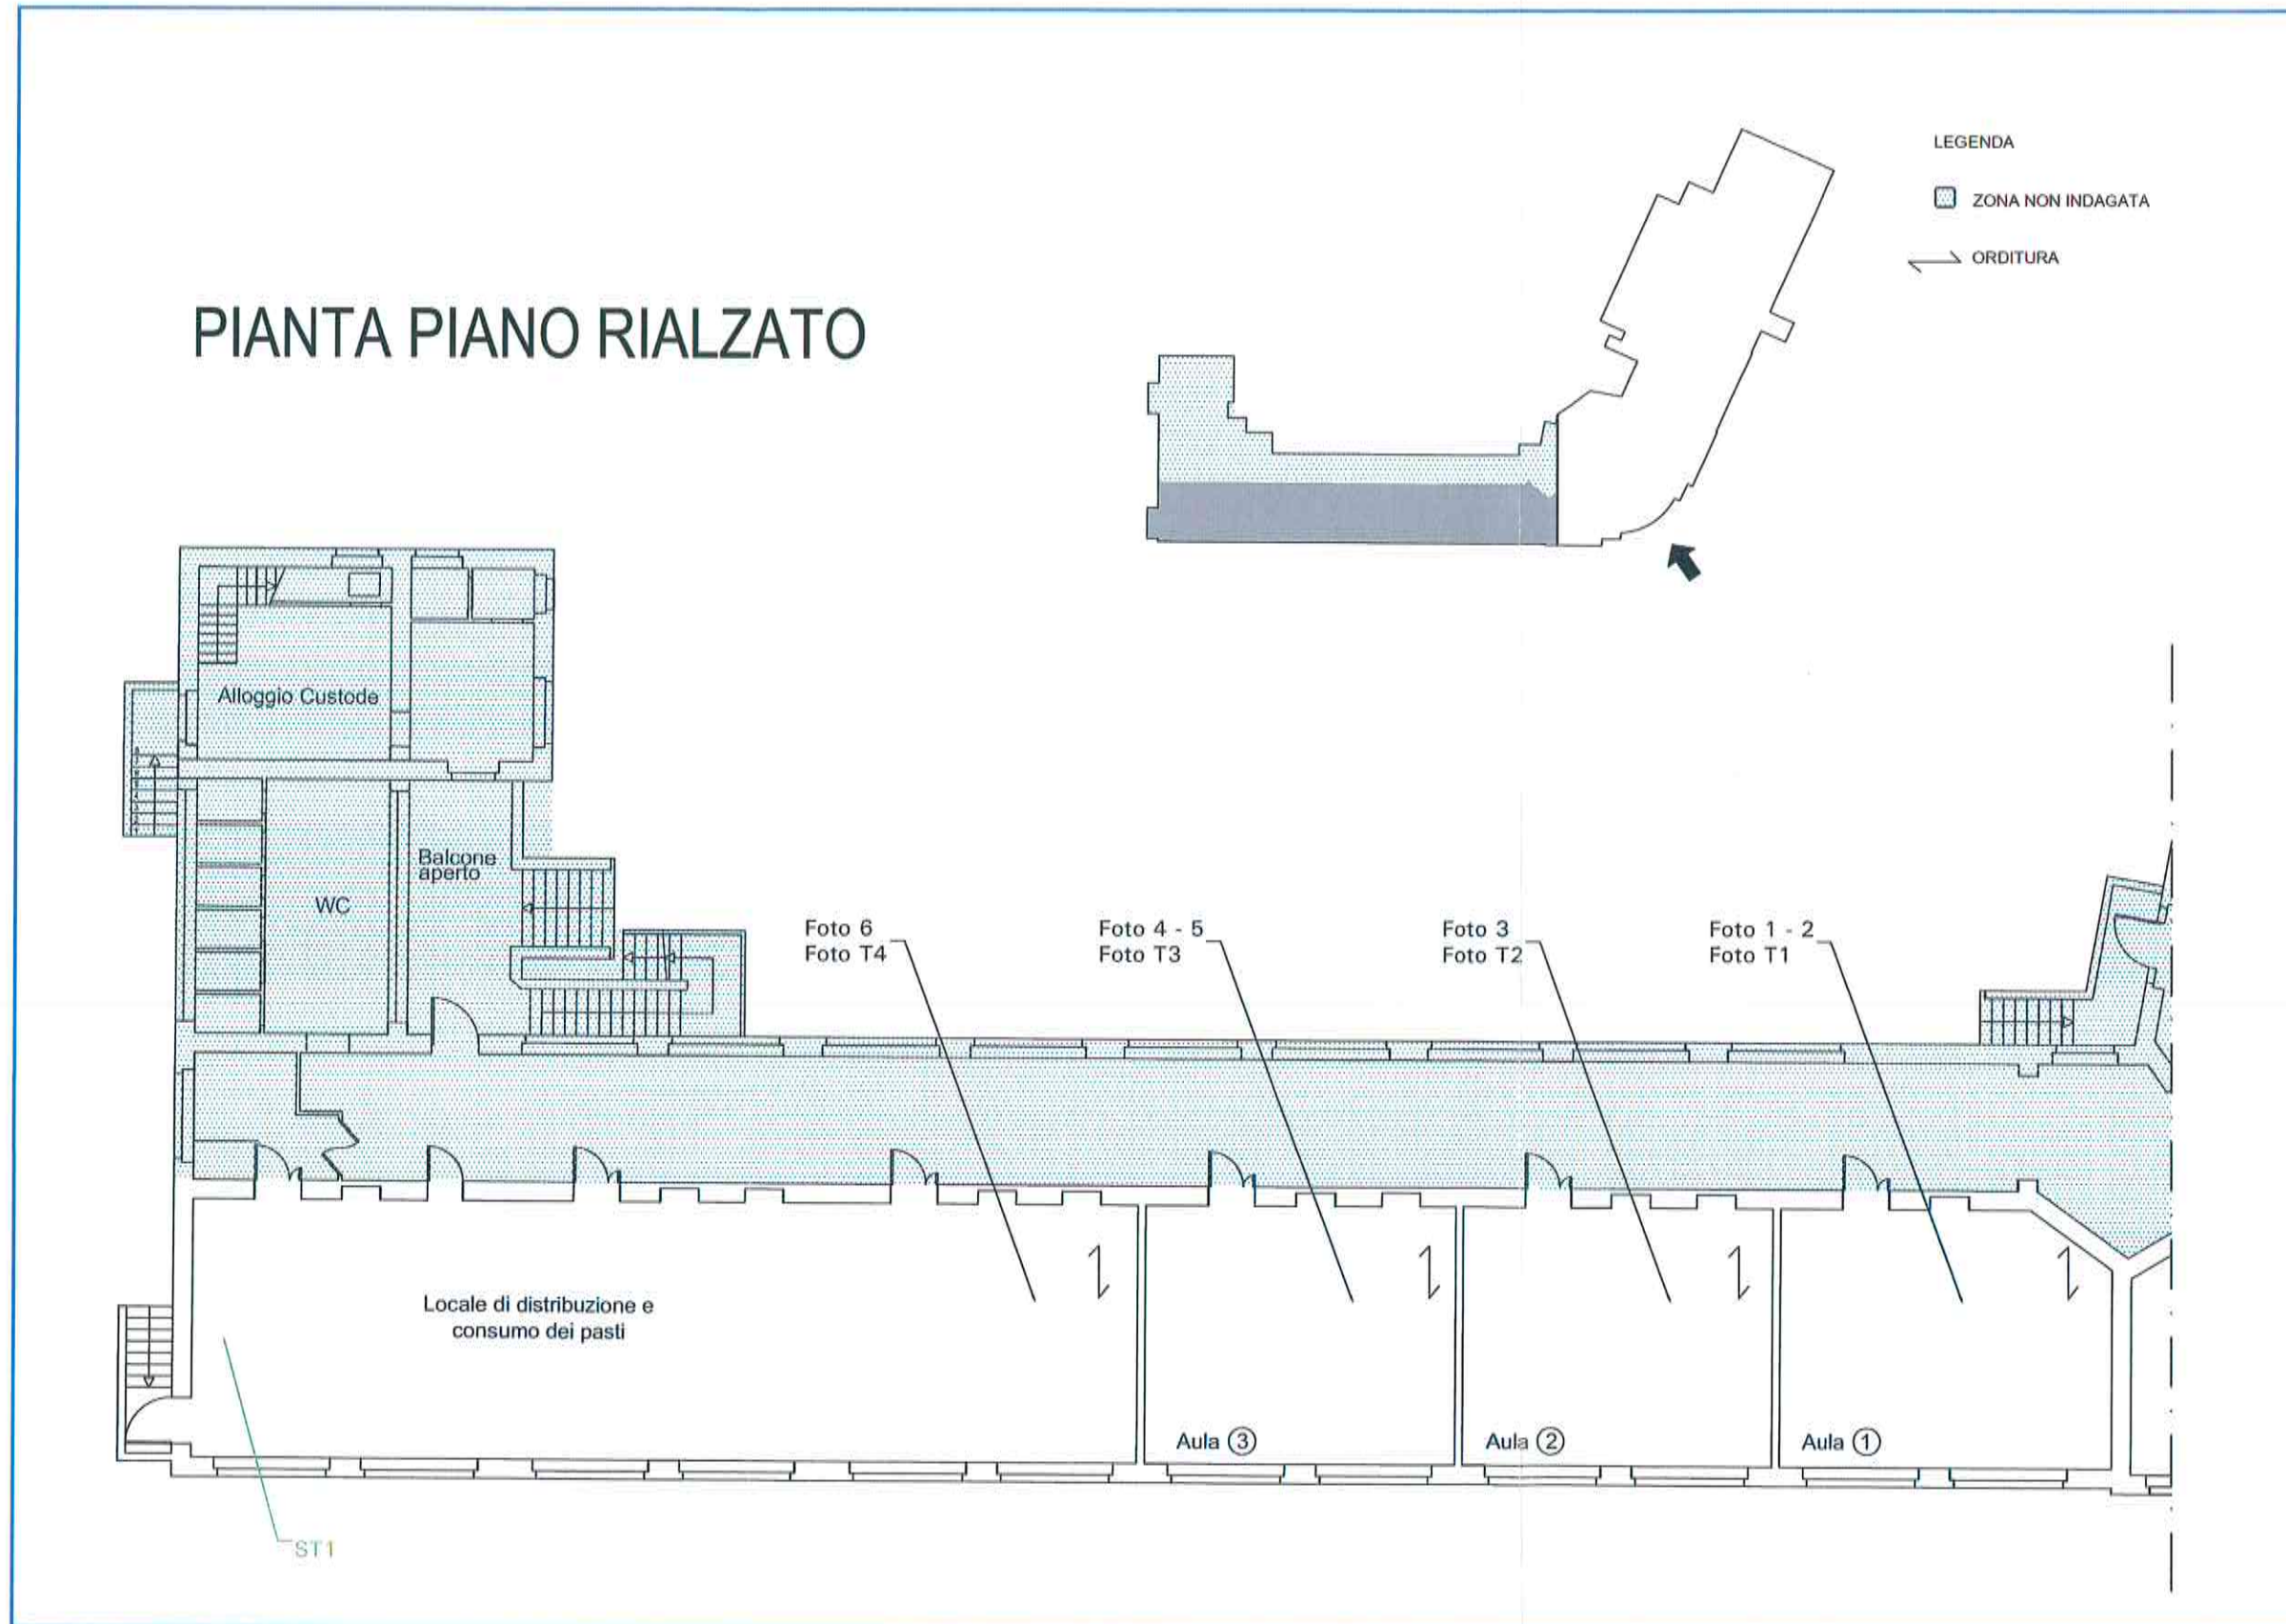 LEGENDA
ZONA NON INDAGATA
ORDITURA
PIANTA PIANO RIALZATO
Alloggio Custode
Balcone
aperto
WC
Foto 6
Foto T4
Foto 4 - 5
Foto T3
Foto 3
Foto T2
Foto 1 - 2
Foto T1
Locale di distribuzione e
consumo dei pasti
Aula 3
Aula 2
Aula 1
ST1